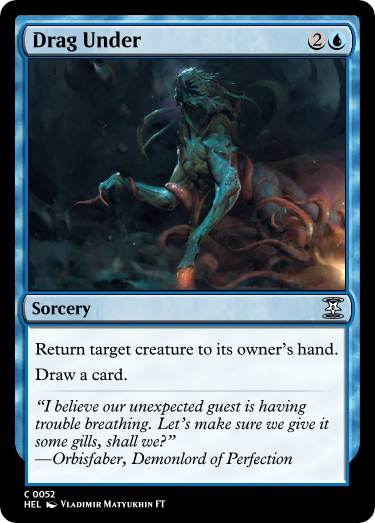 Drag Under 2
Sorcery
Return target creature to its owner's hand.
Draw a card.
“I believe our unexpected guest is having
trouble breathing. Let's make sure we give it
some gills, shall we?”
—Orbisfaber, Demonlord of Perfection
C 0052
HEL Vladimir Matyukhin FT